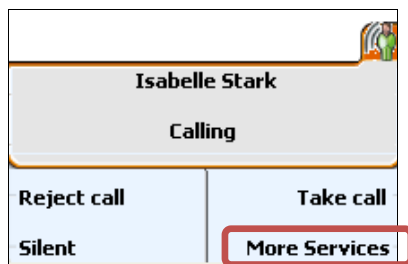 Isabelle Stark
Calling
Reject call Take call
Silent More Services